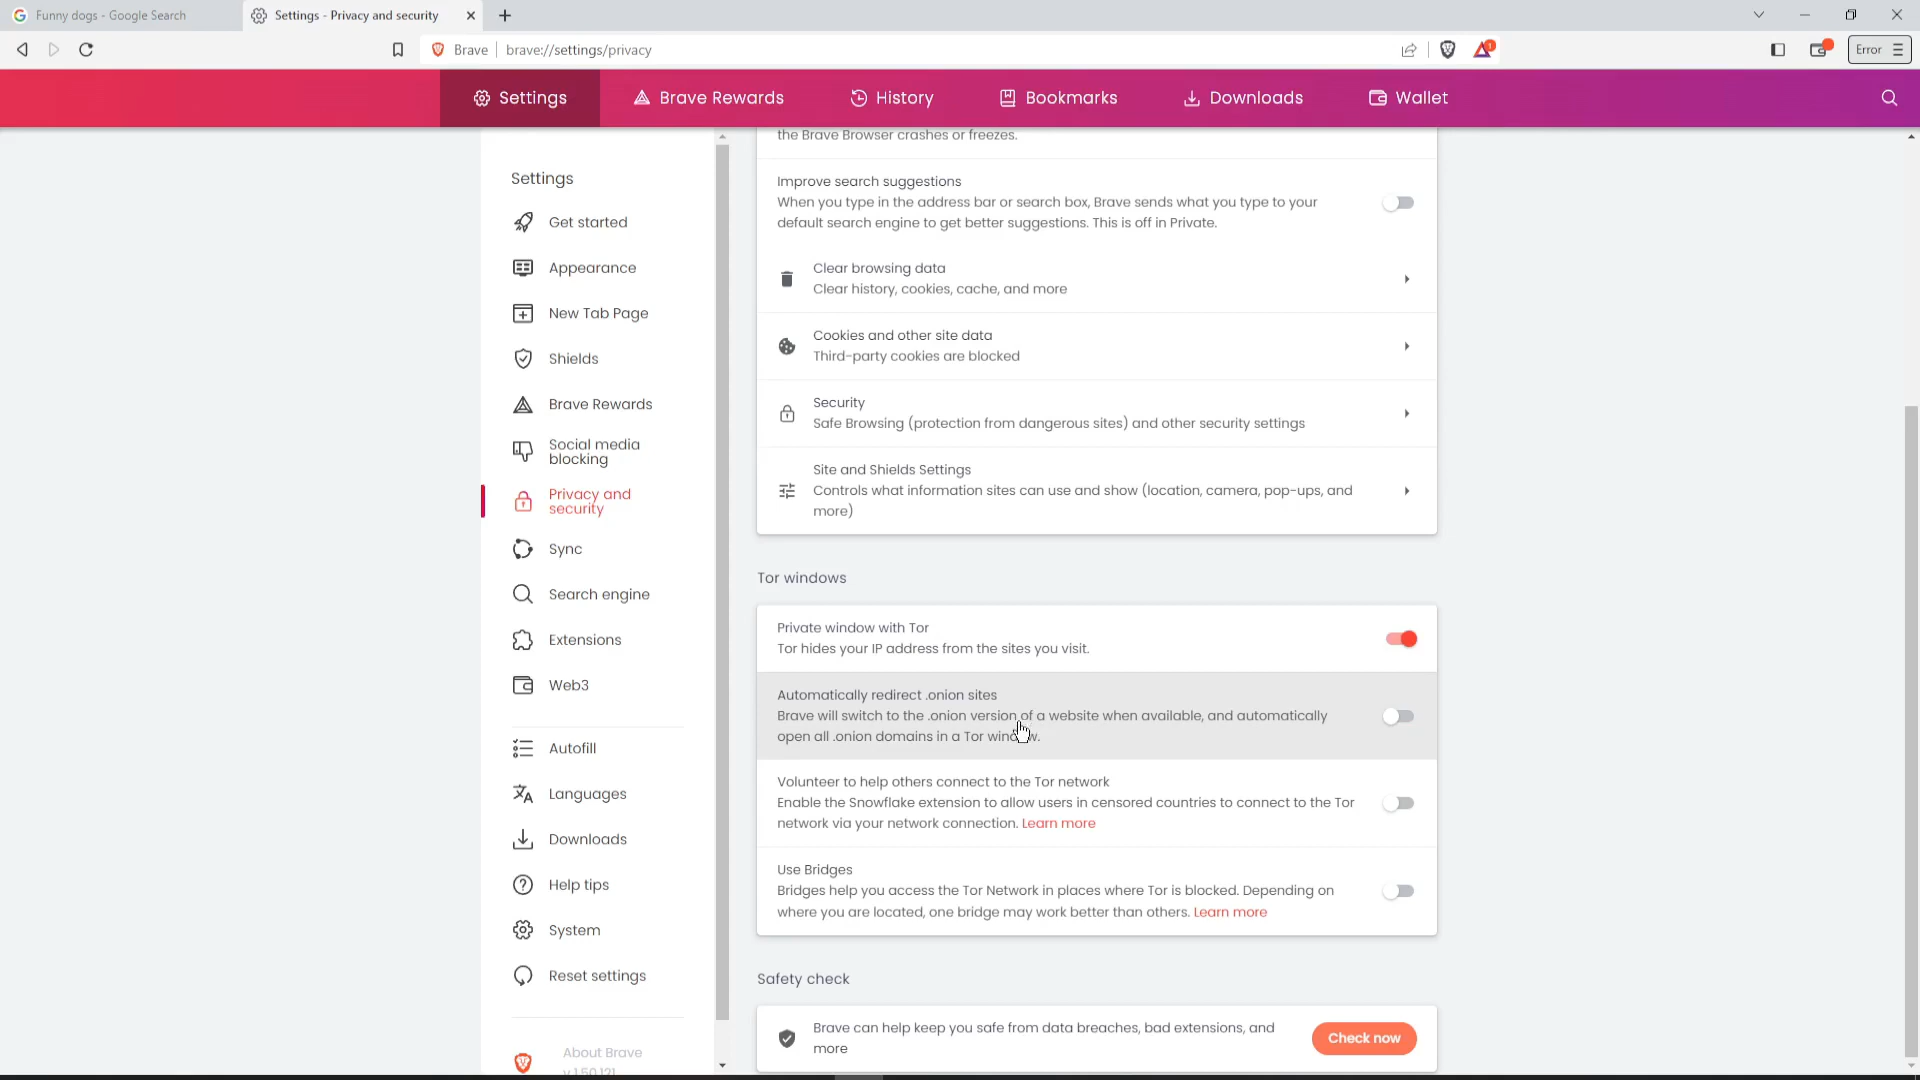 Funny dogs - Google Search
Settings - Privacy and security
Brave
brave://settings/privacy
1
Error
Settings
Brave Rewards
History
Bookmarks
Downloads
Wallet
Settings
Get started
Appearance
New Tab Page
Shields
Brave Rewards
Social media
blocking
Privacy and
security
Sync
Search engine
Extensions
Web3
Autofill
Languages
Downloads
Help tips
System
Reset settings
About Brave
v 1.50.121
the Brave Browser crashes or freezes.
Improve search suggestions
When you type in the address bar or search box, Brave sends what you type to your
default search engine to get better suggestions. This is off in Private.
Clear browsing data
Clear history, cookies, cache, and more
Cookies and other site data
Third-party cookies are blocked
Security
Safe Browsing (protection from dangerous sites) and other security settings
Site and Shields Settings
Controls what information sites can use and show (location, camera, pop-ups, and
more)
Tor windows
Private window with Tor
Tor hides your IP address from the sites you visit.
Automatically redirect .onion sites
Brave will switch to the .onion version of a website when available, and automatically
open all .onion domains in a Tor window.
Volunteer to help others connect to the Tor network
Enable the Snowflake extension to allow users in censored countries to connect to the Tor
network via your network connection. Learn more
Use Bridges
Bridges help you access the Tor Network in places where Tor is blocked. Depending on
where you are located, one bridge may work better than others. Learn more
Safety check
Brave can help keep you safe from data breaches, bad extensions, and
more
Check now